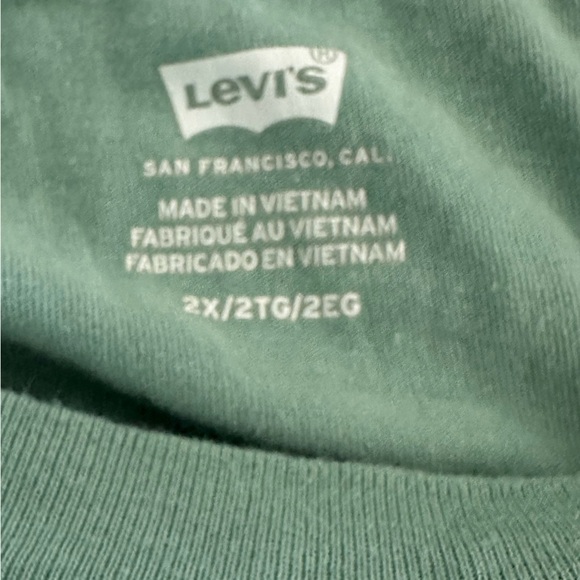 Levi's®
SAN FRANCISCO, CAL.
MADE IN VIETNAM
FABRIQUÉ AU VIETNAM
FABRICADO EN VIETNAM
2X/2TG/2EG